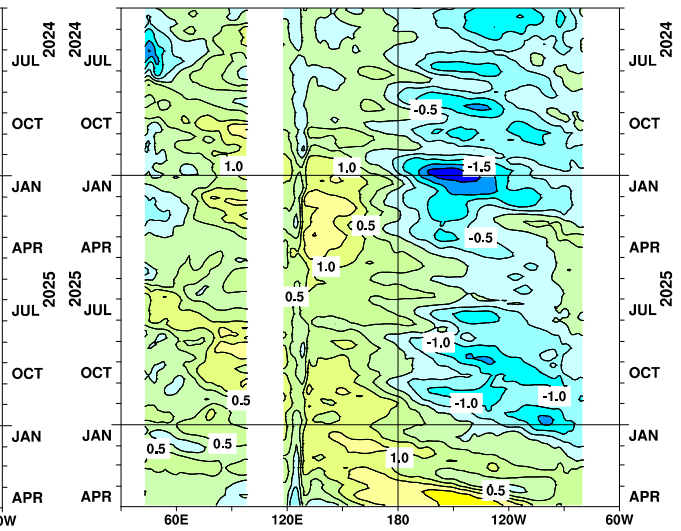 2024 2024 2024
JUL JUL JUL
-0.5
OCT OCT OCT
1.0 1.0 -1.5
JAN JAN JAN
0.5 -0.5
APR APR APR
1.0
2025 2025 2025
0.5
JUL JUL JUL
-1.0
OCT OCT OCT
0.5 -1.0 -1.0
JAN JAN JAN
0.5 0.5 1.0
APR APR APR
0.5
0W 60E 120E 180 120W 60W